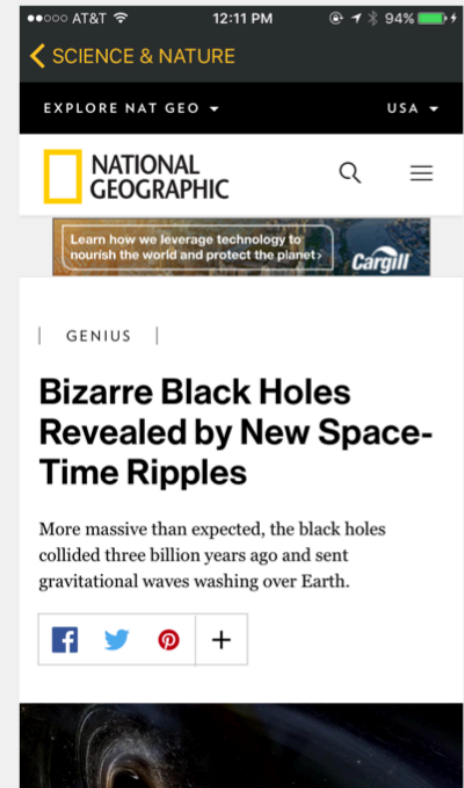 AT&T 12:11 PM 94%
SCIENCE & NATURE
EXPLORE NAT GEO USA
NATIONAL
GEOGRAPHIC
Learn how we leverage technology to
nourish the world and protect the planet›
Cargill
GENIUS
Bizarre Black Holes
Revealed by New Space-
Time Ripples
More massive than expected, the black holes
collided three billion years ago and sent
gravitational waves washing over Earth.